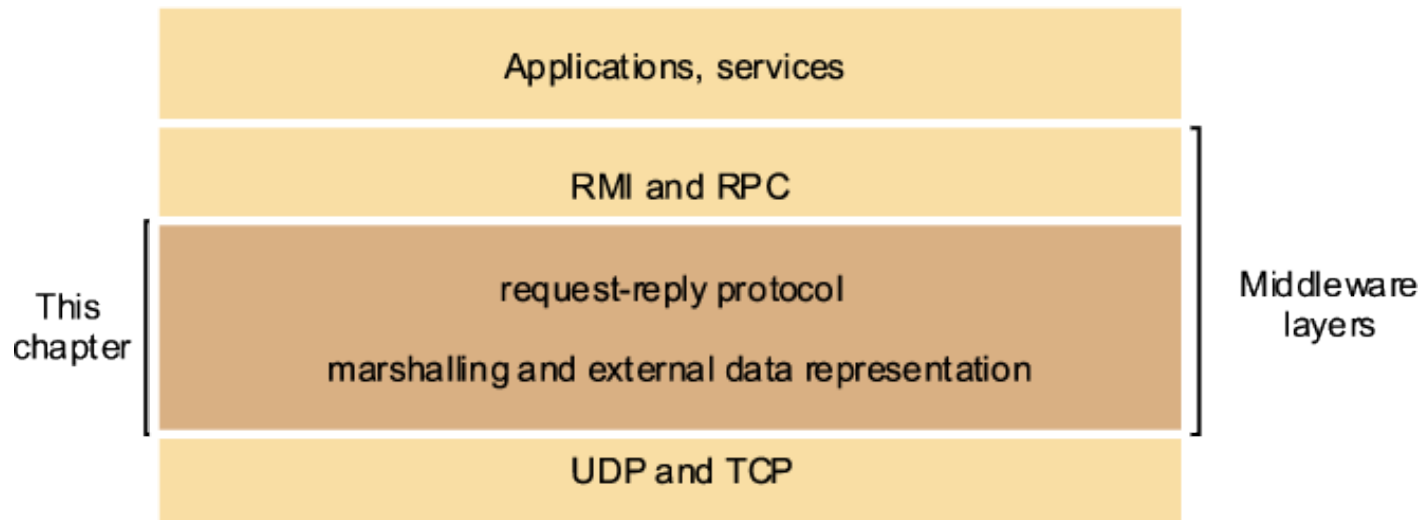 Applications, services
RMI and RPC
request-reply protocol
marshalling and external data representation
UDP and TCP
This
chapter
Middleware
layers